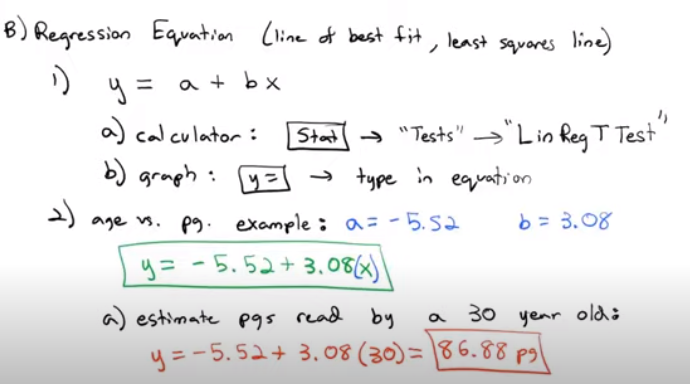 B) Regression Equation (line of best fit, least squares line)
1) y = a + bx
a) calculator: Stat → "Tests" → "LinRegTTest"
b) graph: y= → type in equation
2) age vs. pg. example: a = -5.52 b = 3.08
y = -5.52 + 3.08(x)
a) estimate pgs read by a 30 year old:
y = -5.52 + 3.08(30) = 86.88 pg